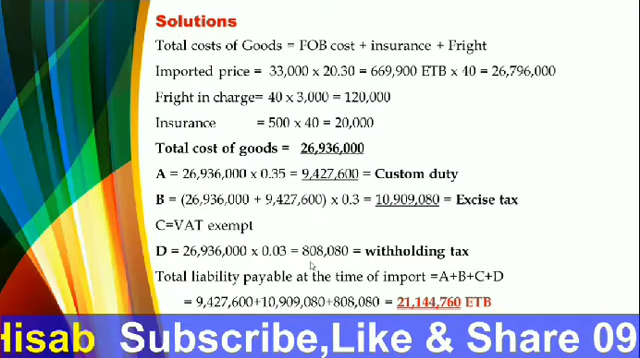 Solutions
Total costs of Goods = FOB cost + insurance + Fright
Imported price = 33,000 x 20.30 = 669,900 ETB x 40 = 26,796,000
Fright in charge= 40 x 3,000 = 120,000
Insurance = 500 x 40 = 20,000
Total cost of goods = 26,936,000
A = 26,936,000 x 0.35 = 9,427,600 = Custom duty
B = (26,936,000 + 9,427,600) x 0.3 = 10,909,080 = Excise tax
C=VAT exempt
D = 26,936,000 x 0.03 = 808,080 = withholding tax
Total liability payable at the time of import =A+B+C+D
= 9,427,600+10,909,080+808,080 = 21,144,760 ETB
Hisab Subscribe,Like & Share 09